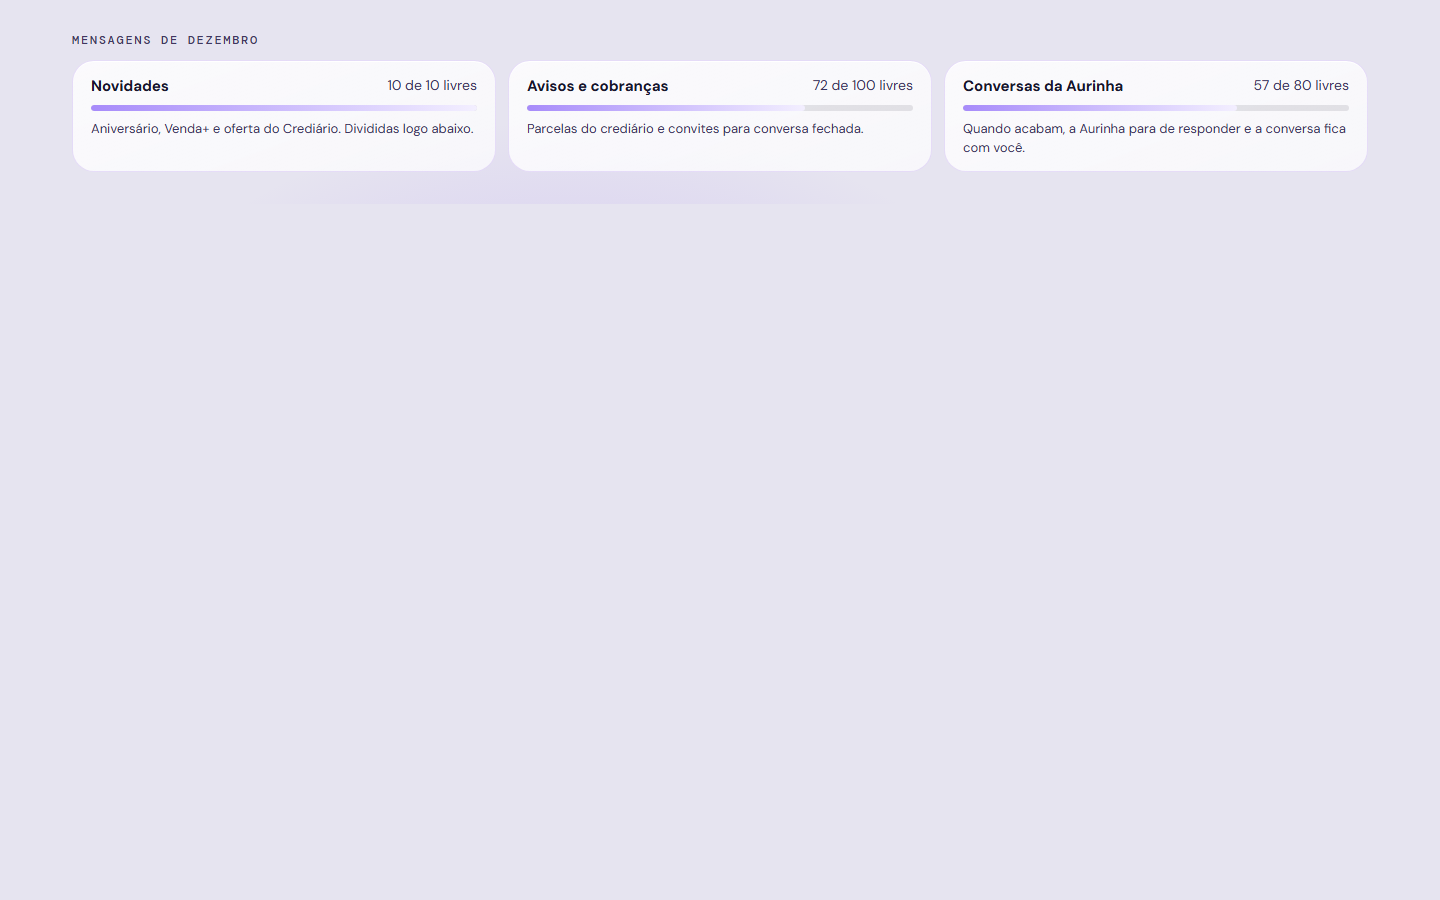 MENSAGENS DE DEZEMBRO
Novidades
10 de 10 livres
Aniversário, Venda+ e oferta do Crediário. Divididas logo abaixo.
Avisos e cobranças
72 de 100 livres
Parcelas do crediário e convites para conversa fechada.
Conversas da Aurinha
57 de 80 livres
Quando acabam, a Aurinha para de responder e a conversa fica
com você.